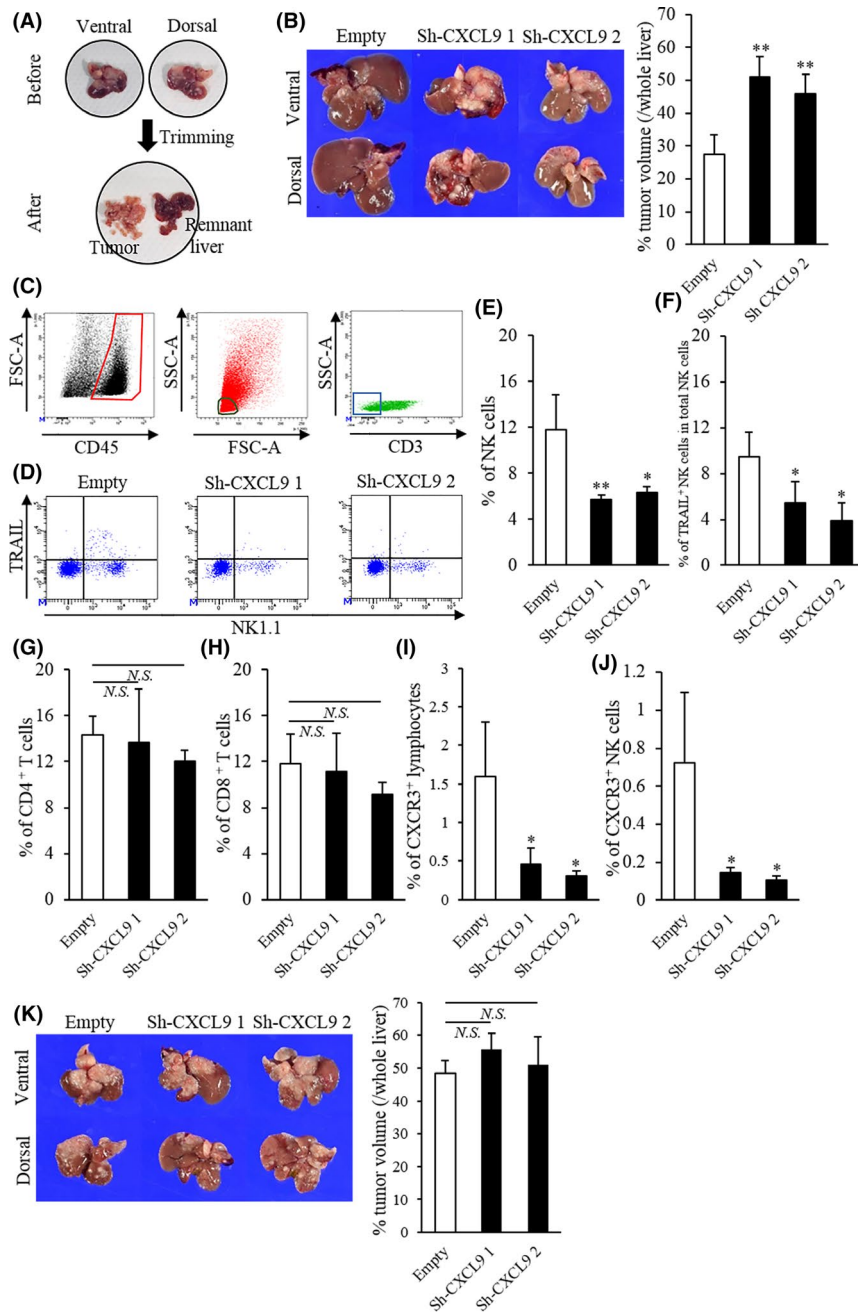 (A)
Ventral Dorsal
Before
Trimming
After
Tumor
Remnant
liver
(B)
Empty Sh-CXCL9 1 Sh-CXCL9 2
Ventral
Dorsal
% tumor volume (/whole liver)
70
60
50
40
30
20
10
0
**
**
Empty
Sh-CXCL9 1
Sh CXCL9 2
(C)
FSC-A
CD45
SSC-A
FSC-A
SSC-A
CD3
(D)
Empty Sh-CXCL9 1 Sh-CXCL9 2
TRAIL
NK1.1
(E)
% of NK cells
20
16
12
8
4
0
**
*
Empty
Sh-CXCL9 1
Sh-CXCL9 2
(F)
% of TRAIL+ NK cells in total NK cells
20
16
12
8
4
0
*
*
Empty
Sh-CXCL9 1
Sh-CXCL9 2
(G)
% of CD4+ T cells
20
16
12
8
4
0
N.S.
N.S.
Empty
Sh-CXCL9 1
Sh-CXCL9 2
(H)
% of CD8+ T cells
20
16
12
8
4
0
N.S.
N.S.
Empty
Sh-CXCL9 1
Sh-CXCL9 2
(I)
% of CXCR3+ lymphocytes
3
2.5
2
1.5
1
0.5
0
*
*
Empty
Sh-CXCL9 1
Sh-CXCL9 2
(J)
% of CXCR3+ NK cells
1.2
1
0.8
0.6
0.4
0.2
0
*
*
Empty
Sh-CXCL9 1
Sh-CXCL9 2
(K)
Empty Sh-CXCL9 1 Sh-CXCL9 2
Ventral
Dorsal
% tumor volume (/whole liver)
70
60
50
40
30
20
10
0
N.S.
N.S.
Empty
Sh-CXCL9 1
Sh-CXCL9 2